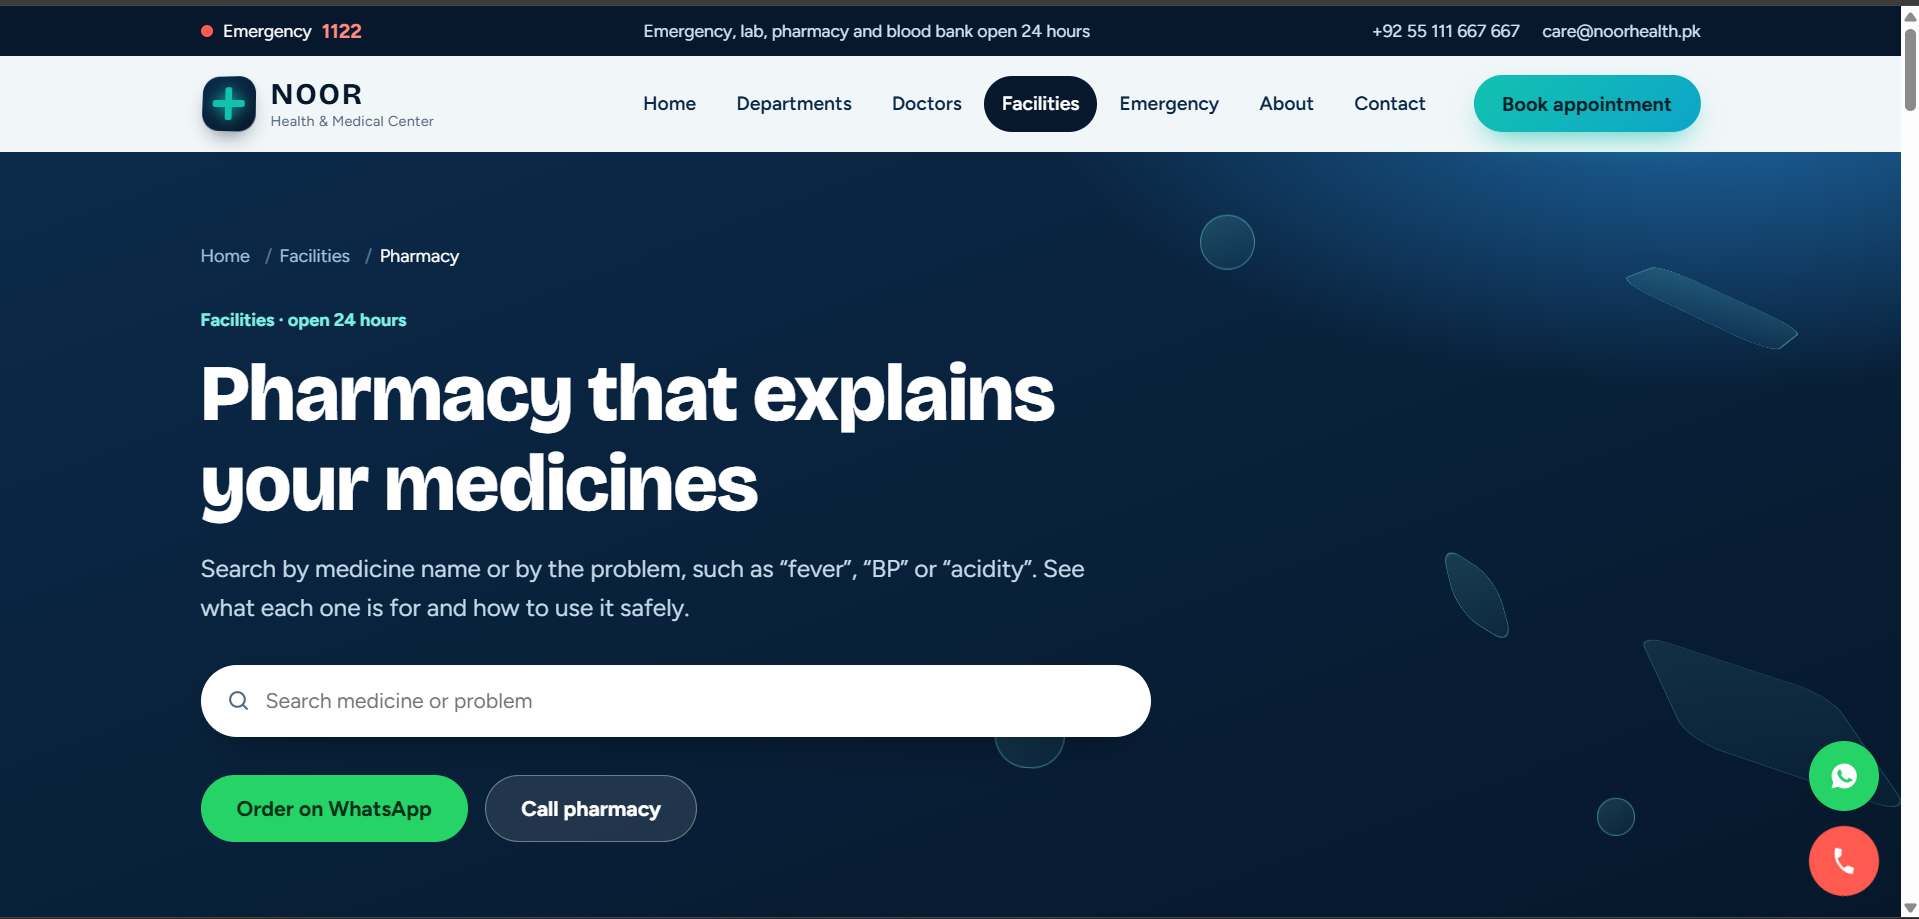 Emergency 1122
Emergency, lab, pharmacy and blood bank open 24 hours
+92 55 111 667 667
care@noorhealth.pk
NOOR
Health & Medical Center
Home
Departments
Doctors
Facilities
Emergency
About
Contact
Book appointment
Home / Facilities / Pharmacy
Facilities · open 24 hours
Pharmacy that explains
your medicines
Search by medicine name or by the problem, such as “fever”, “BP” or “acidity”. See
what each one is for and how to use it safely.
Search medicine or problem
Order on WhatsApp
Call pharmacy